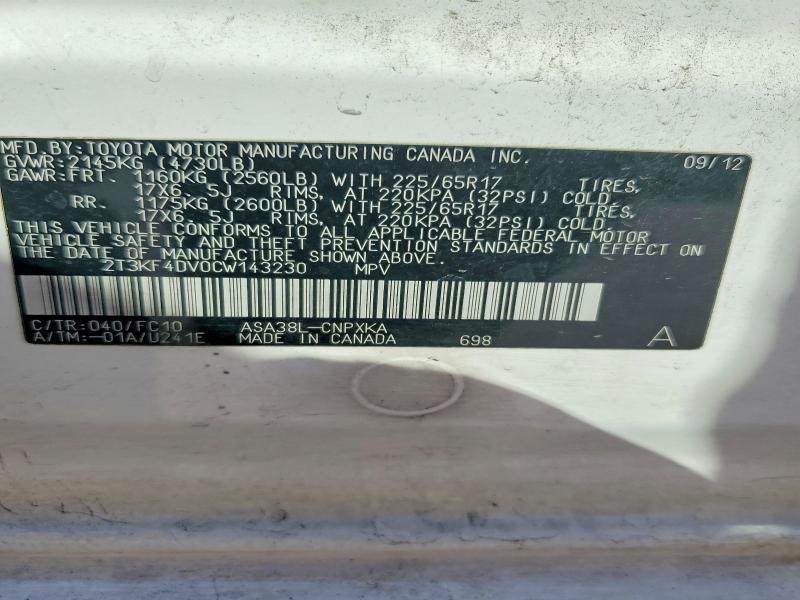 MFD. BY: TOYOTA MOTOR MANUFACTURING CANADA INC. 09/12
GVWR: 2145KG (4730LB)
GAWR: FRT. 1160KG (2560LB) WITH 225/65R17 TIRES,
17X6. 5J RIMS, AT 220KPA (32PSI) COLD
RR. 1175KG (2600LB) WITH 225/65R17 TIRES,
17X6. 5J RIMS, AT 220KPA (32PSI) COLD.
THIS VEHICLE CONFORMS TO ALL APPLICABLE FEDERAL MOTOR
VEHICLE SAFETY AND THEFT PREVENTION STANDARDS IN EFFECT ON
THE DATE OF MANUFACTURE SHOWN ABOVE.
2T3KF4DV0CW143230 MPV
C/TR: 040/FC10 ASA38L-CNPXKA
A/TM:-01A/U241E MADE IN CANADA 698 A